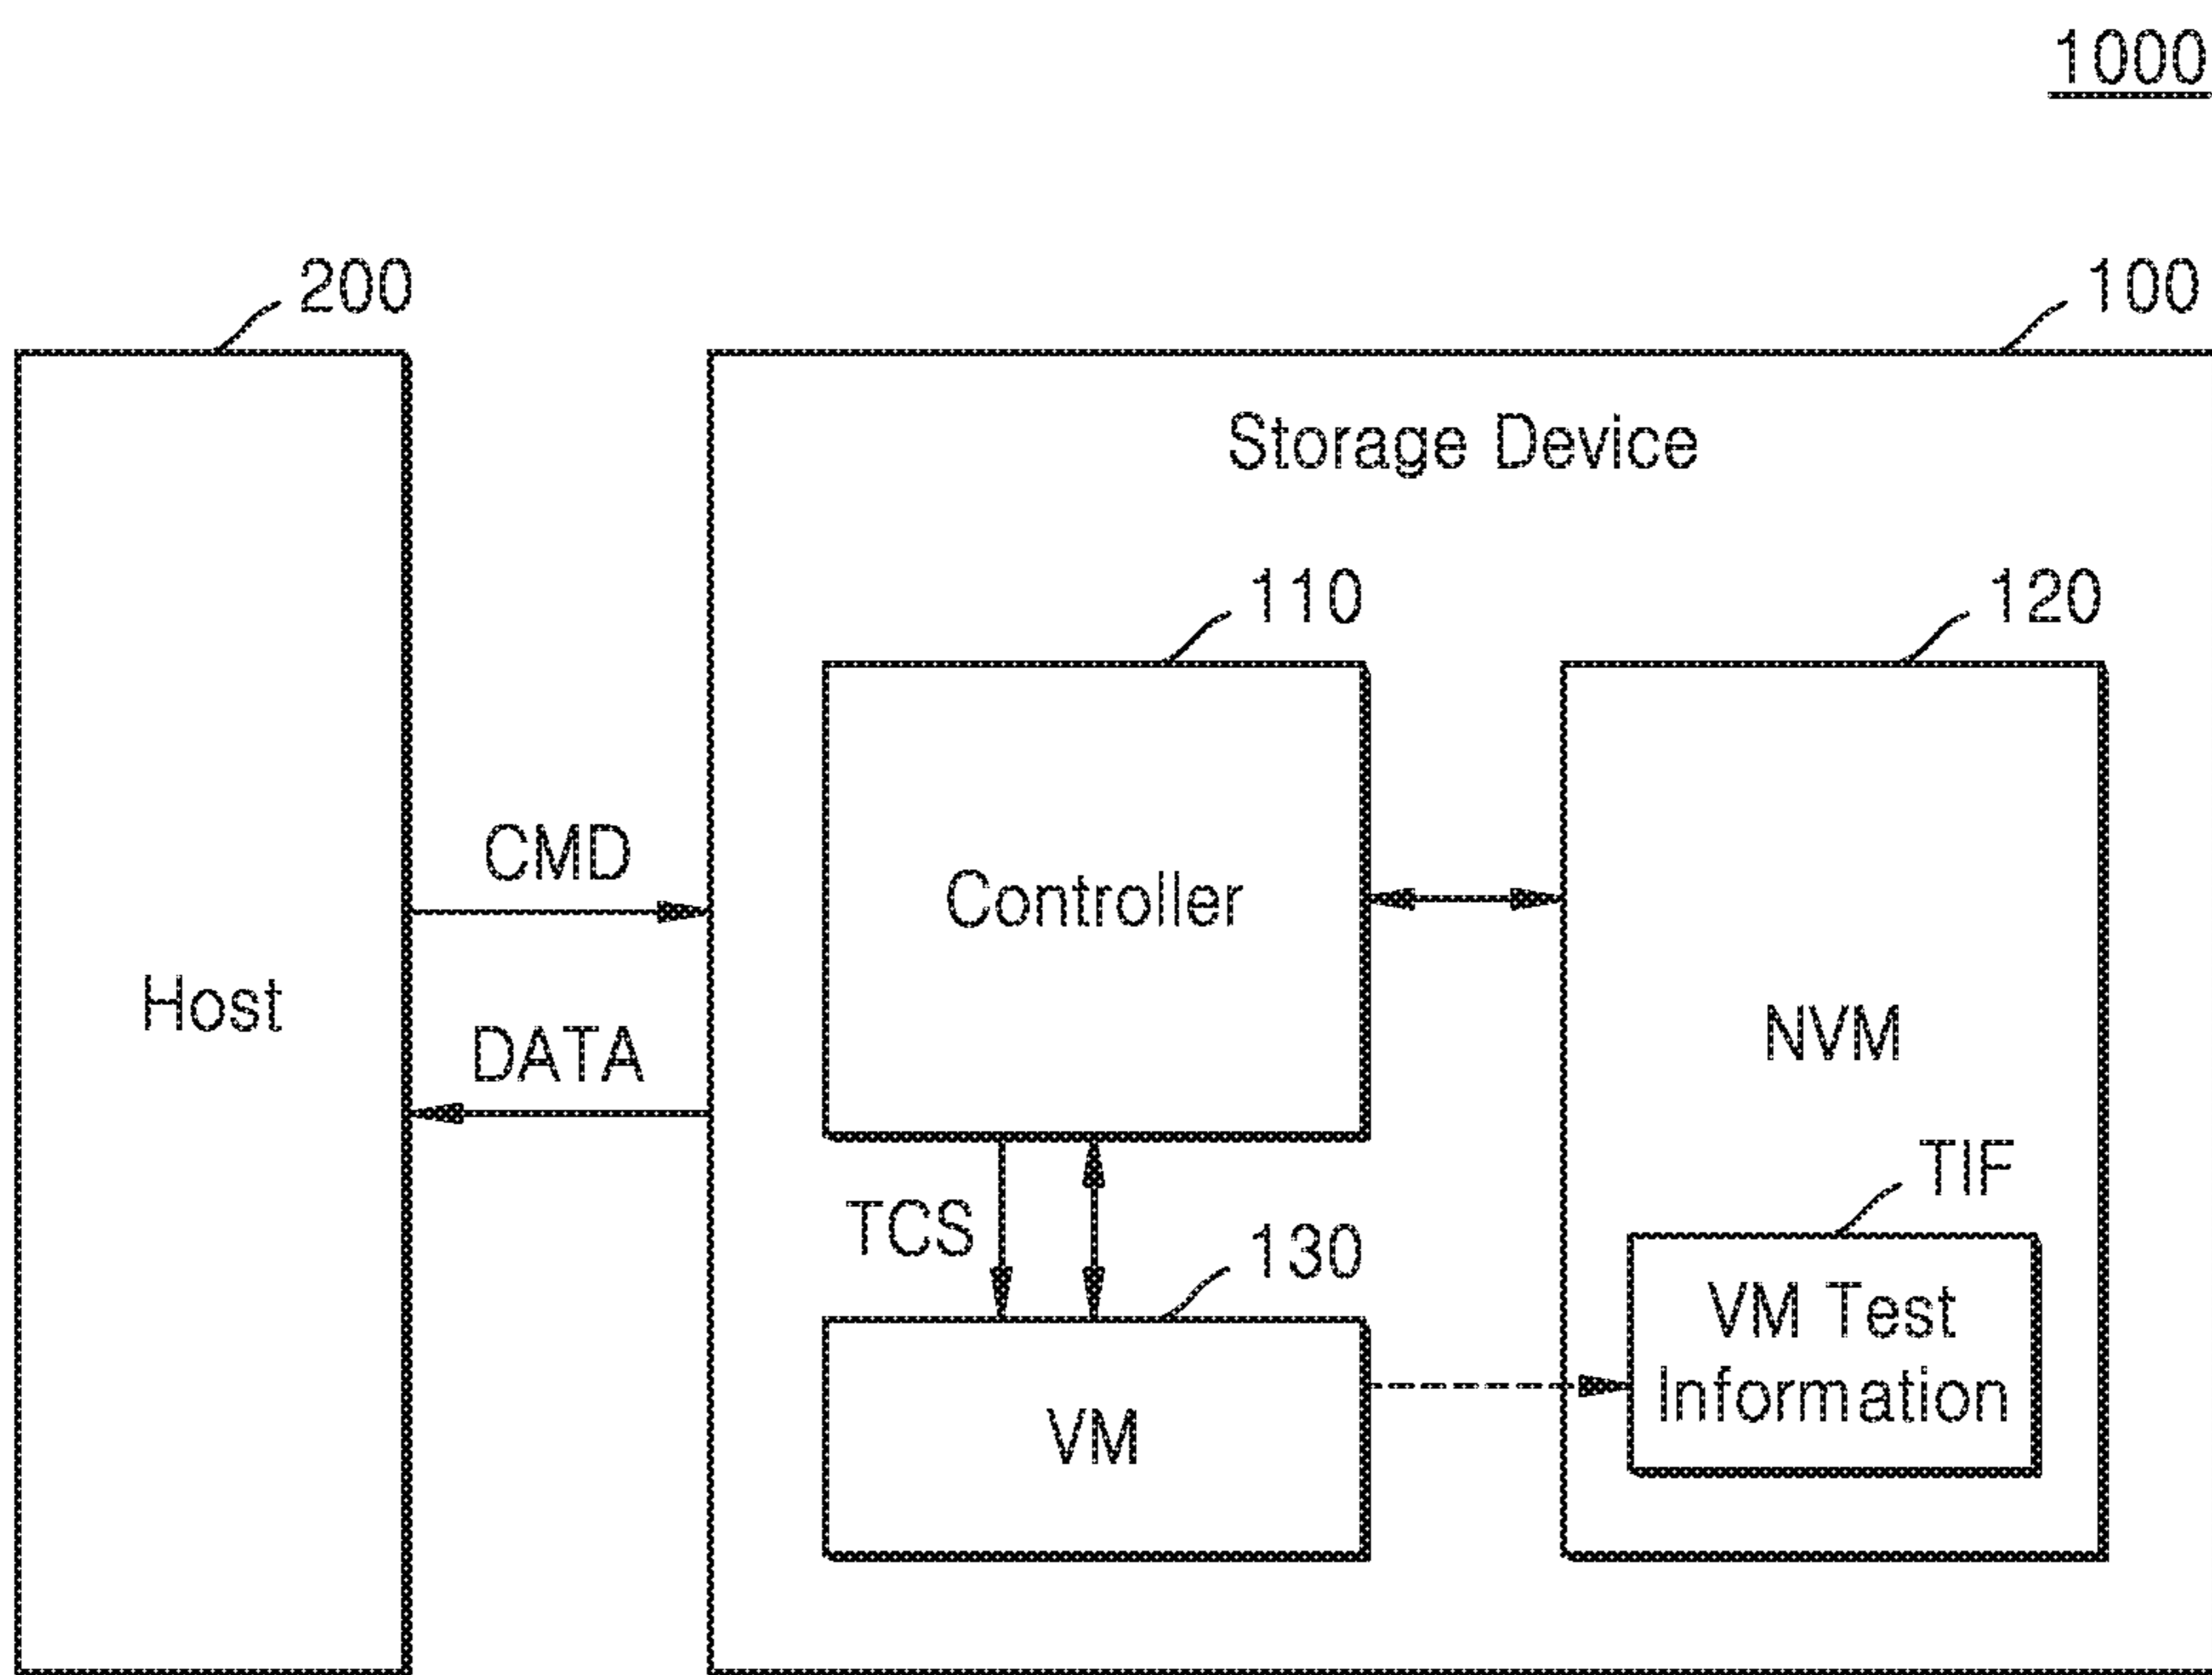 1000
200
100
Storage Device
110
120
CMD
Controller
Host
DATA
NVM
TCS
130
TIF
VM Test
Information
VM